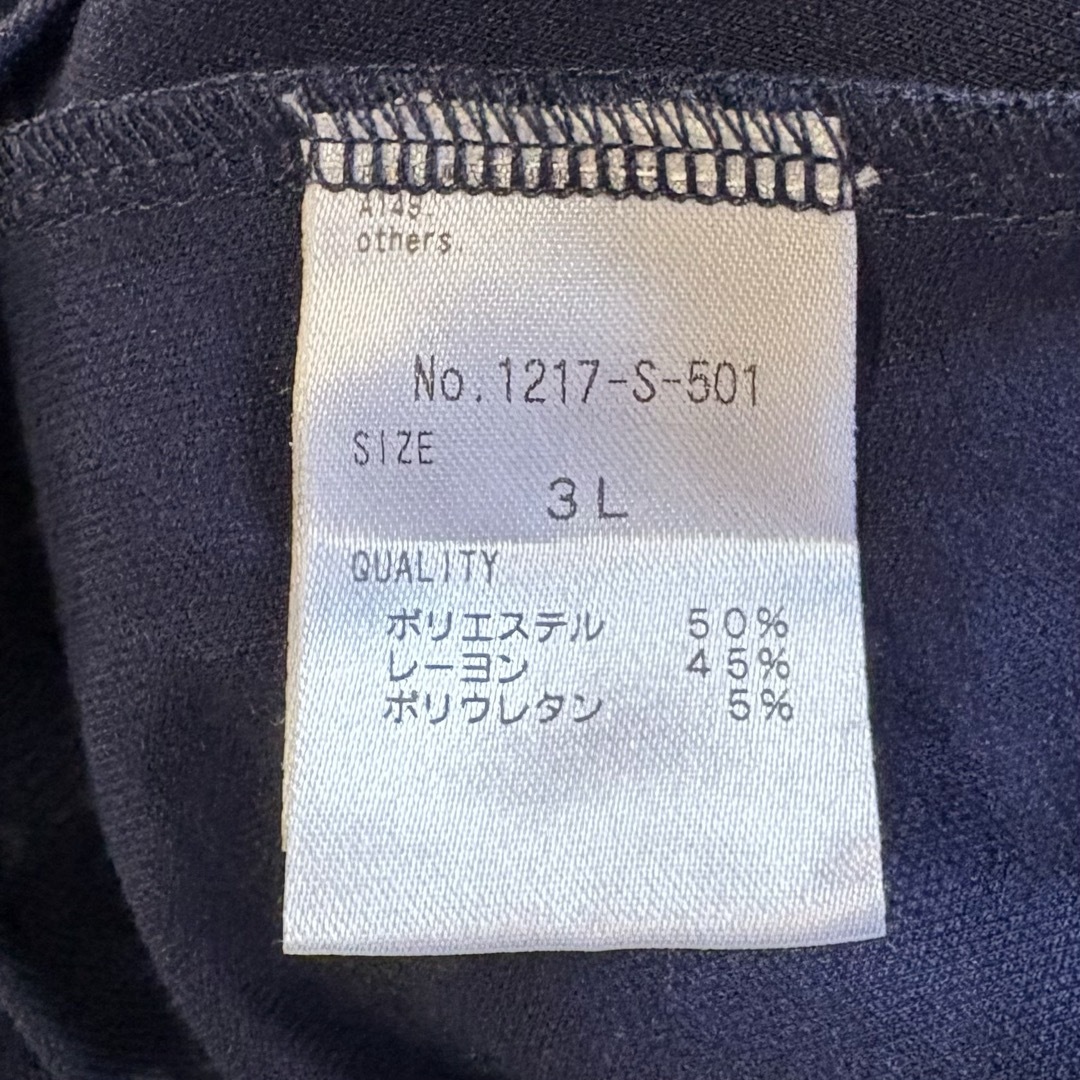 others
No.1217-S-501
SIZE
3L
QUALITY
ポリエステル 50%
レーヨン 45%
ポリウレタン 5%